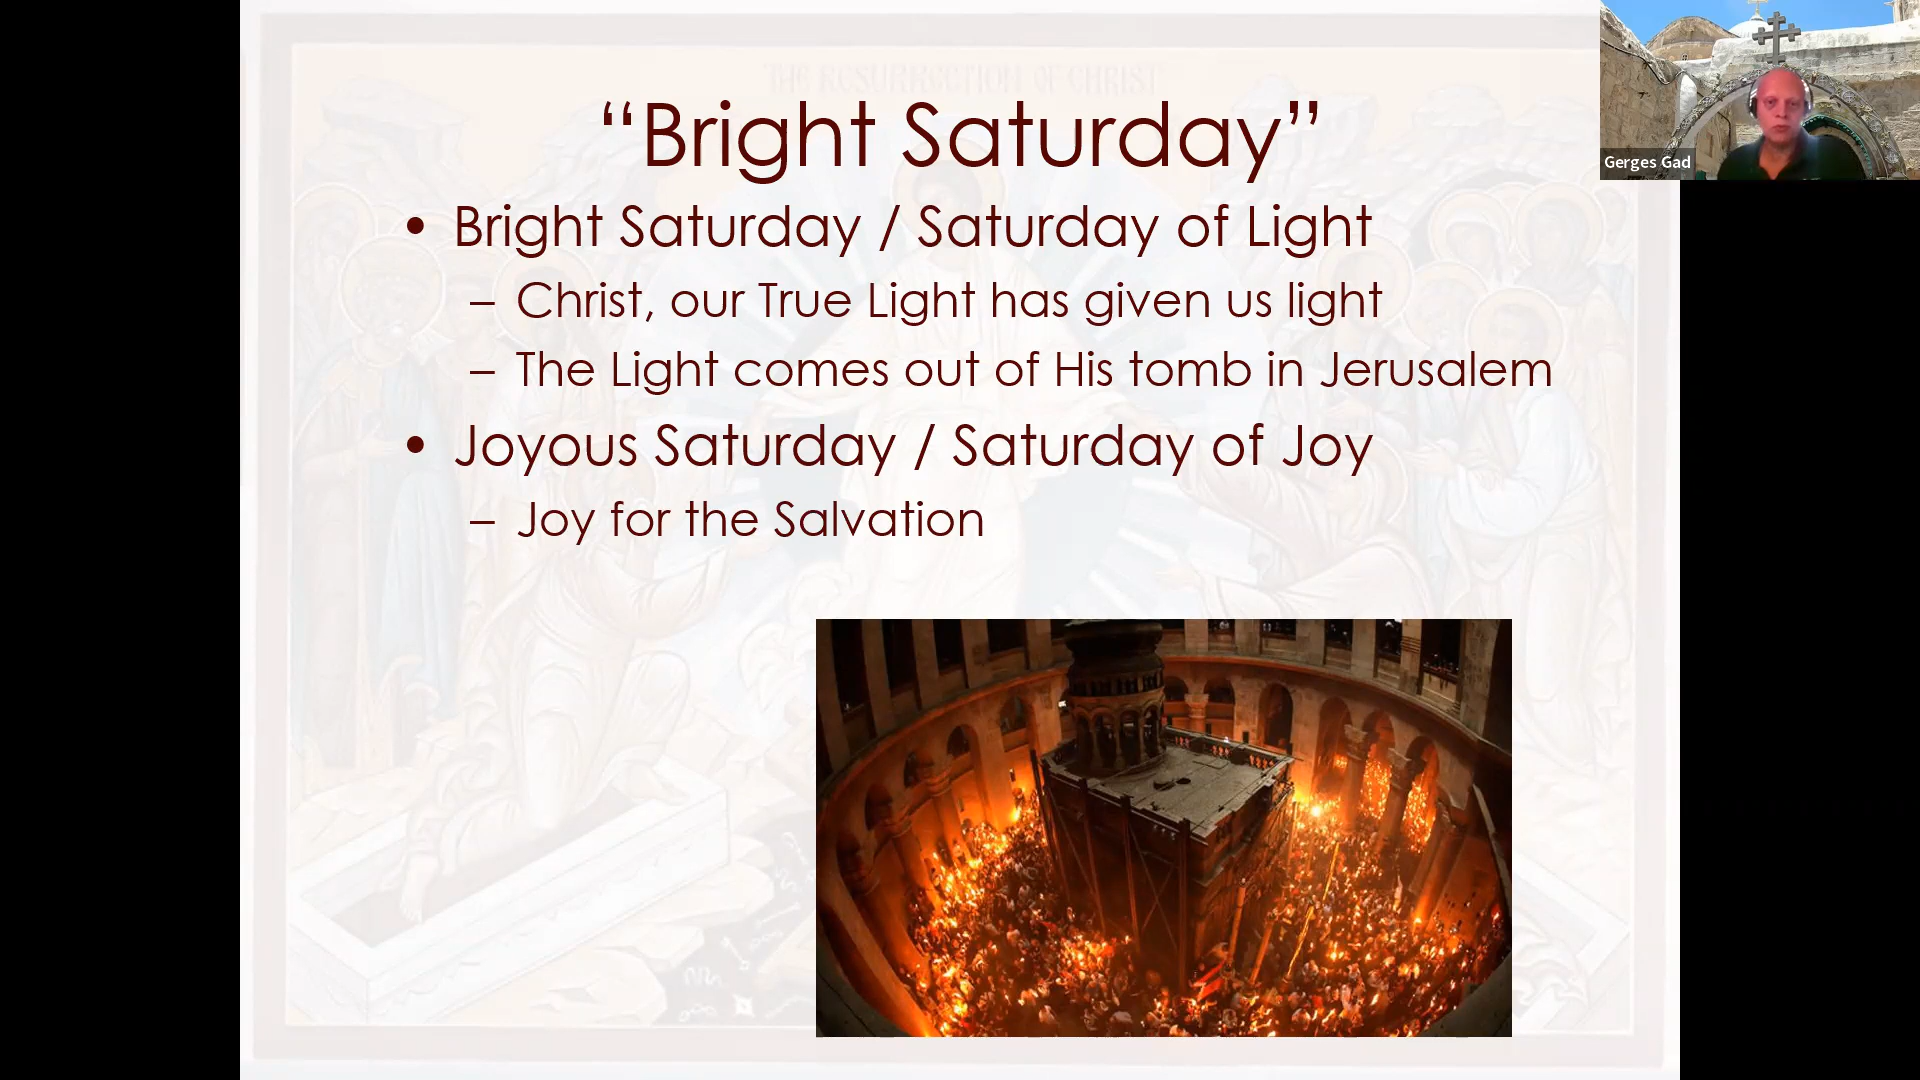 THE RESURRECTION OF CHRIST
“Bright Saturday”
• Bright Saturday / Saturday of Light
– Christ, our True Light has given us light
– The Light comes out of His tomb in Jerusalem
• Joyous Saturday / Saturday of Joy
– Joy for the Salvation
Gerges Gad